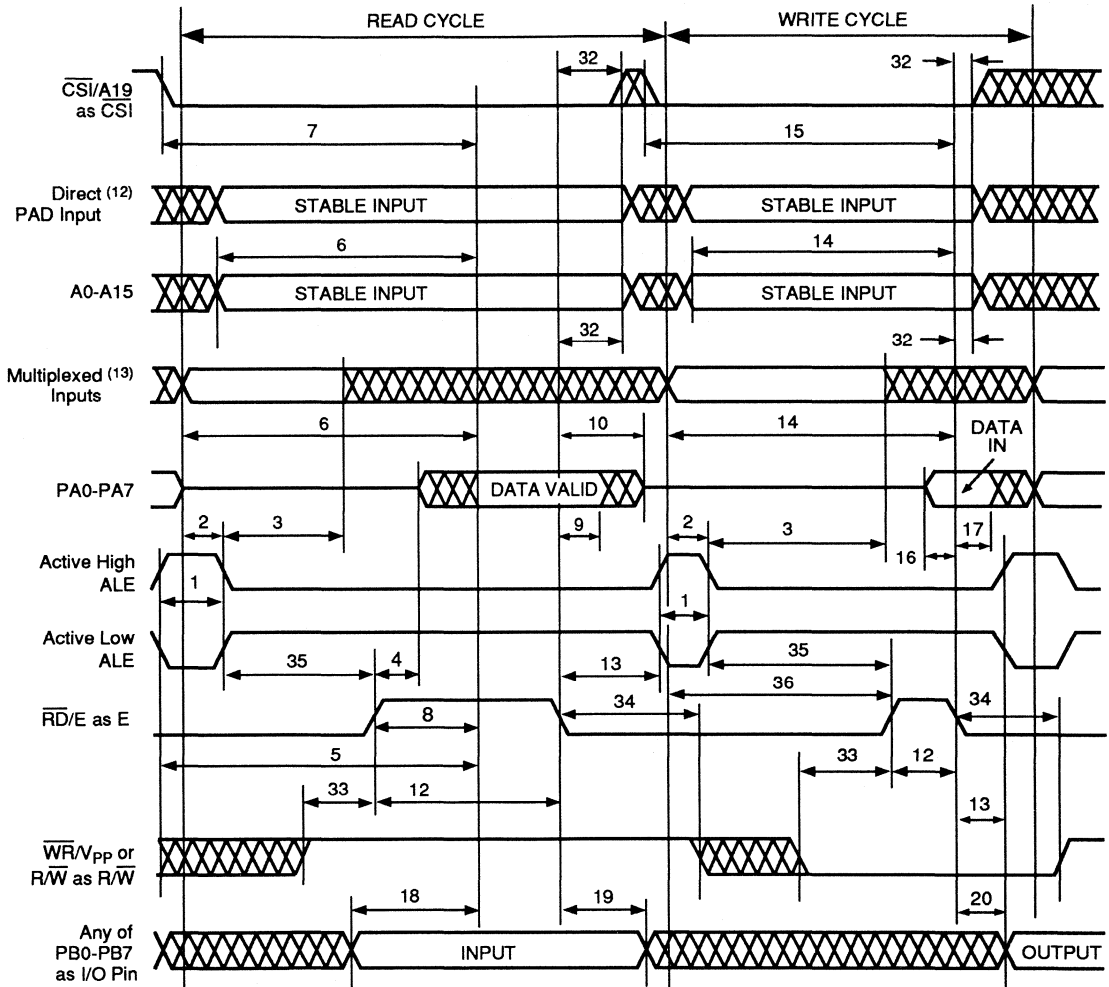 READ CYCLE WRITE CYCLE
32 32
CSI/A19
as CSI
7 15
Direct (12)
PAD Input
STABLE INPUT STABLE INPUT
6 14
A0-A15 STABLE INPUT STABLE INPUT
32 32
Multiplexed (13)
Inputs
6 10 14 DATA
IN
PA0-PA7 DATA VALID
2 3 9 2 3 16 17
Active High
ALE
1 1
Active Low
ALE
35 4 13 35
36
RD/E as E 8 34 34
5
33 12 33 12
13
WR/VPP or
R/W as R/W
18 19 20
Any of
PB0-PB7
as I/O Pin
INPUT OUTPUT